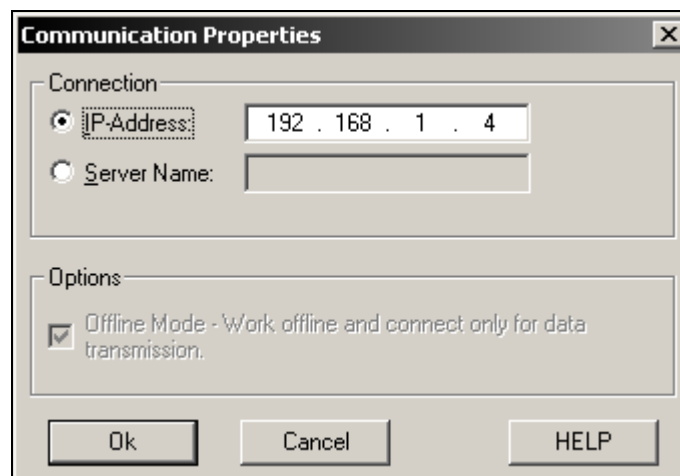 Communication Properties
Connection
IP-Address: 192 . 168 . 1 . 4
Server Name:
Options
Offline Mode - Work offline and connect only for data
transmission.
Ok Cancel HELP